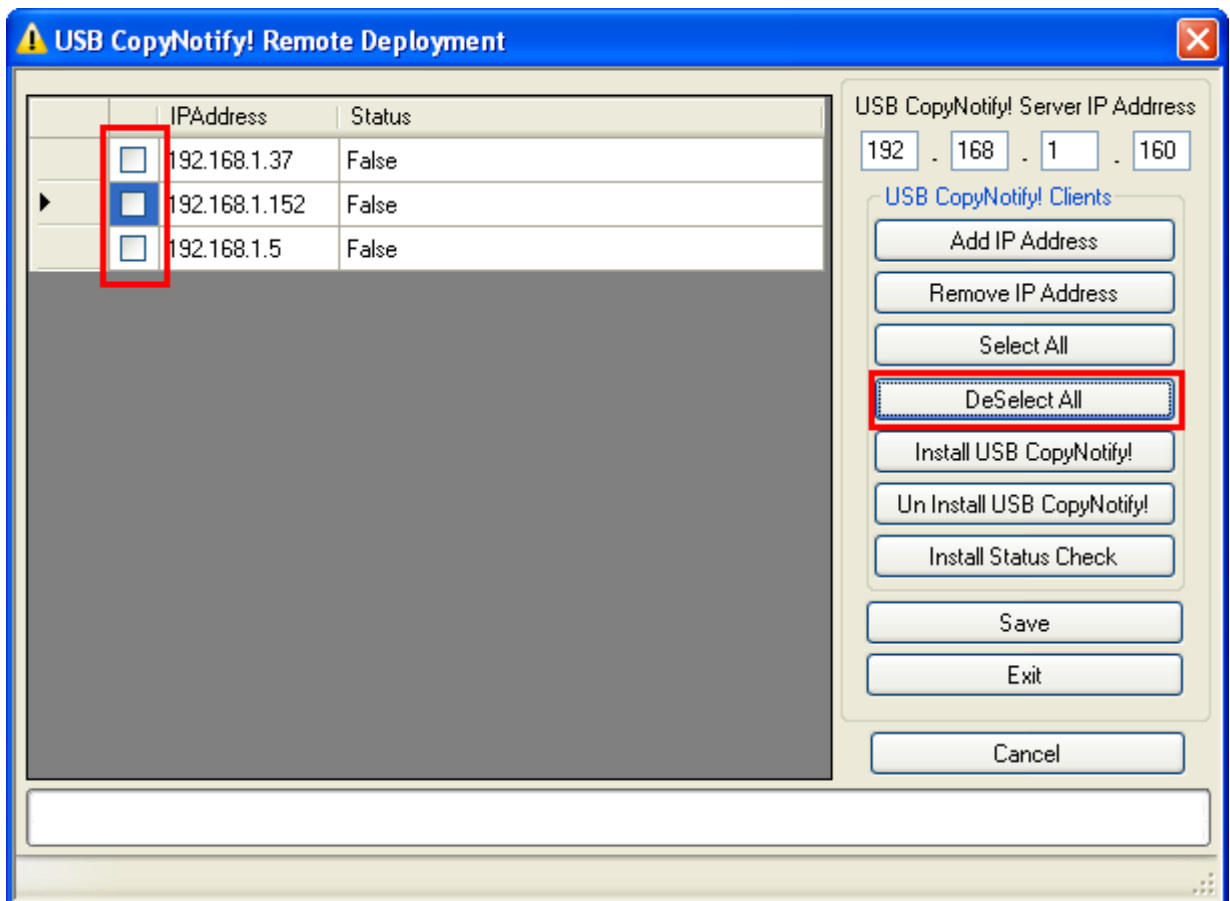 USB CopyNotify! Remote Deployment
IPAddress Status
192.168.1.37 False
192.168.1.152 False
192.168.1.5 False
USB CopyNotify! Server IP Addrress
192 . 168 . 1 . 160
USB CopyNotify! Clients
Add IP Address
Remove IP Address
Select All
DeSelect All
Install USB CopyNotify!
Un Install USB CopyNotify!
Install Status Check
Save
Exit
Cancel